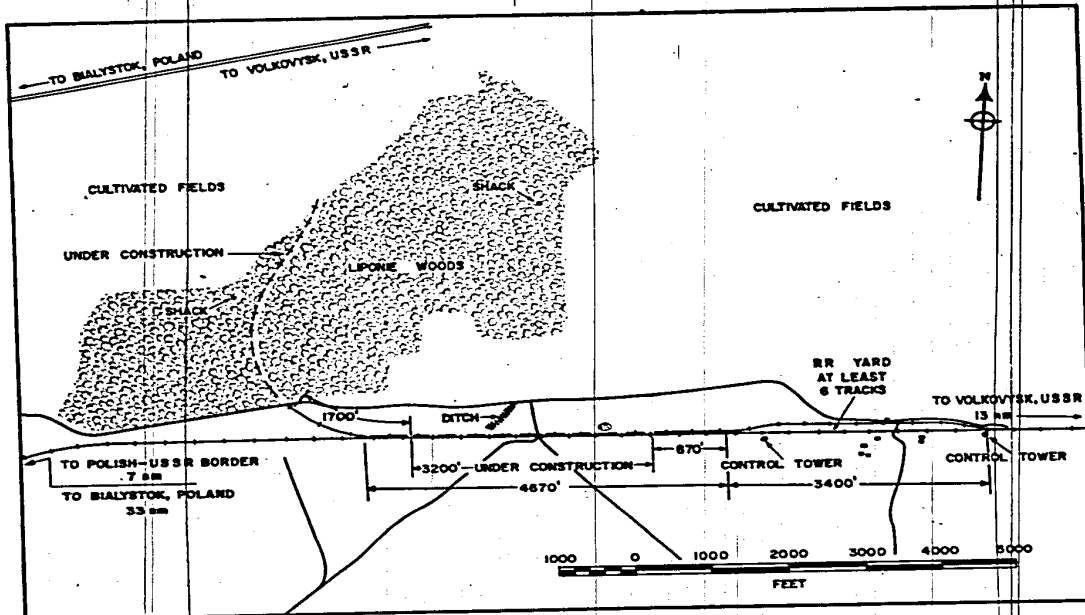 TO BIALYSTOK, POLAND
TO VOLKOVYSK, USSR
N
CULTIVATED FIELDS
SHACK
CULTIVATED FIELDS
UNDER CONSTRUCTION
LIPONIE WOODS
SHACK
RR YARD
AT LEAST
6 TRACKS
TO VOLKOVYSK, USSR
13 nm
1700'
DITCH
TO POLISH-USSR BORDER
.7 nm
3200'-UNDER CONSTRUCTION
670'
CONTROL TOWER
CONTROL TOWER
TO BIALYSTOK, POLAND
33 nm
4670'
3400'
1000 0 1000 2000 3000 4000 5000
FEET